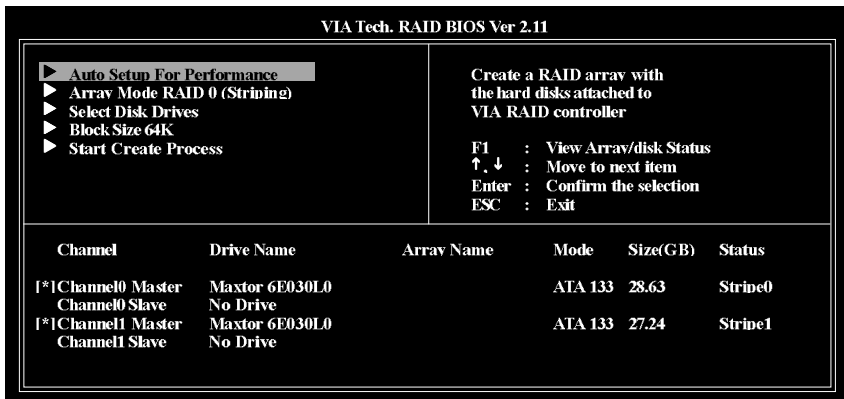 VIA Tech. RAID BIOS Ver 2.11
Auto Setup For Performance
Array Mode RAID 0 (Striping)
Select Disk Drives
Block Size 64K
Start Create Process
Create a RAID array with
the hard disks attached to
VIA RAID controller
F1 : View Array/disk Status
↑, ↓ : Move to next item
Enter : Confirm the selection
ESC : Exit
Channel Drive Name Array Name Mode Size(GB) Status
[*]Channel0 Master Maxtor 6E030L0 ATA 133 28.63 Stripe0
Channel0 Slave No Drive
[*]Channel1 Master Maxtor 6E030L0 ATA 133 27.24 Stripe1
Channel1 Slave No Drive